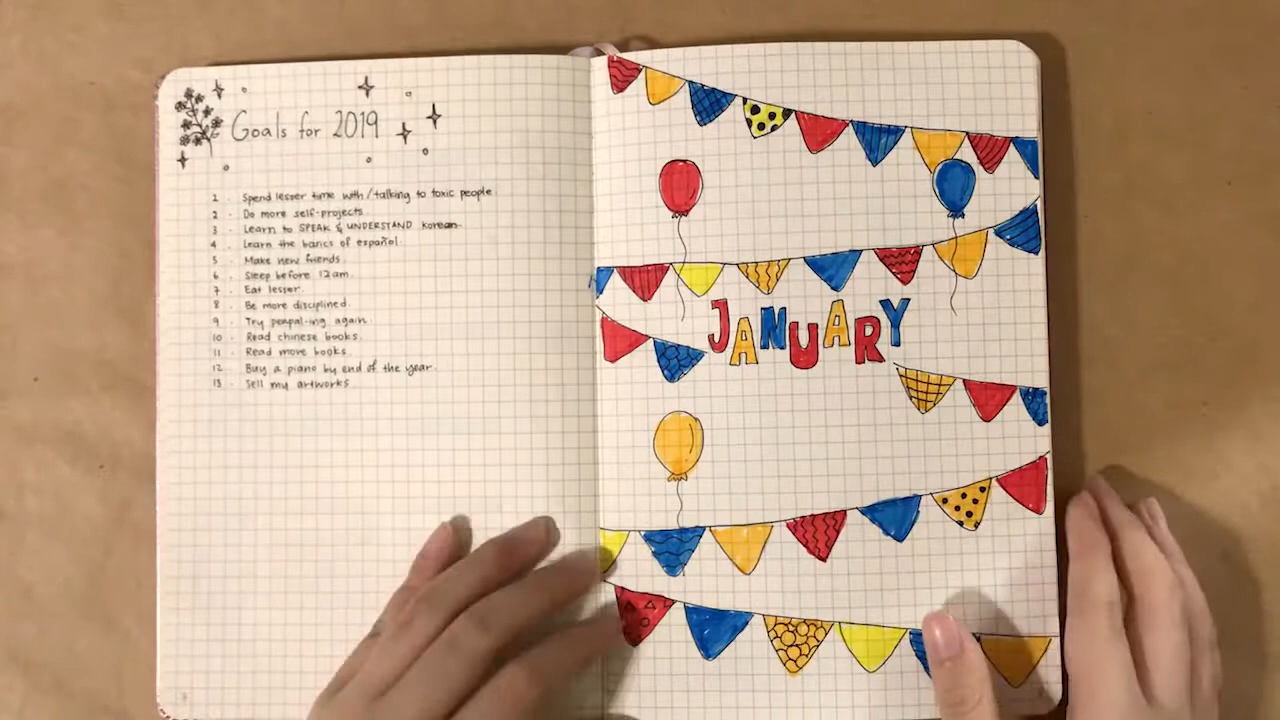 Goals for 2019
1. Spend lesser time with/talking to toxic people
2. Do more self-projects.
3. Learn to SPEAK & UNDERSTAND korean.
4. Learn the basics of español.
5. Make new friends.
6. Sleep before 12am.
7. Eat lesser.
8. Be more disciplined.
9. Try penpal-ing again.
10. Read chinese books.
11. Read more books.
12. Buy a piano by end of the year.
13. Sell my artworks.
JANUARY